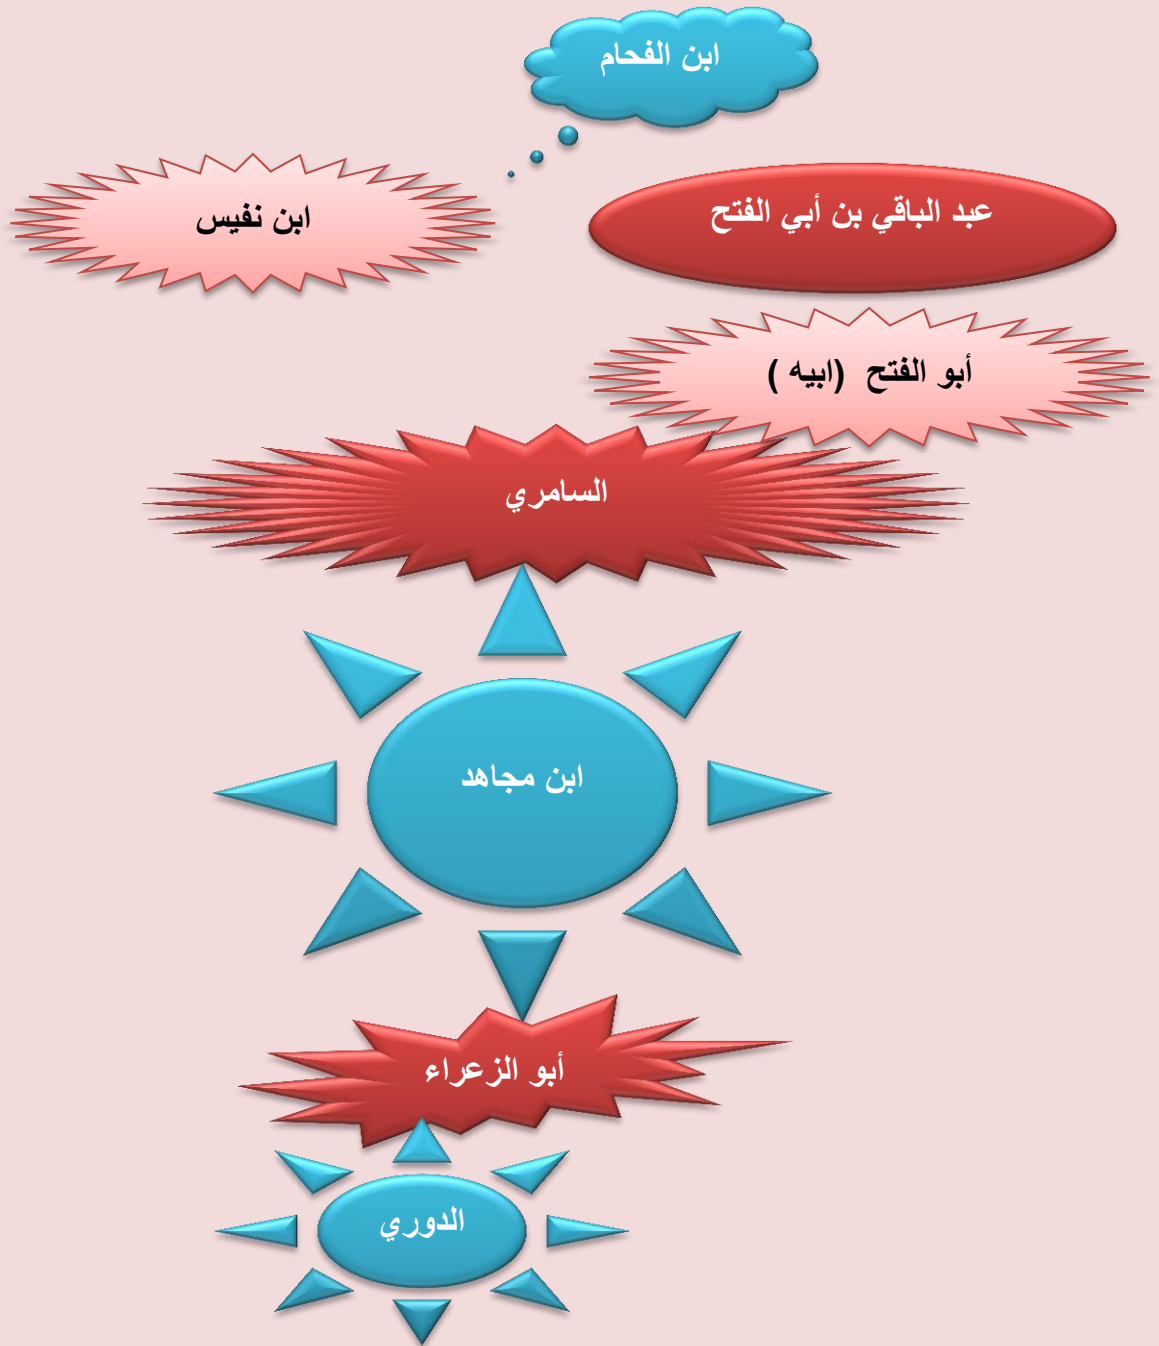 ابن الفحام
عبد الباقي بن أبي الفتح
ابن نفيس
أبو الفتح (ابيه )
السامري
ابن مجاهد
أبو الزعراء
الدوري